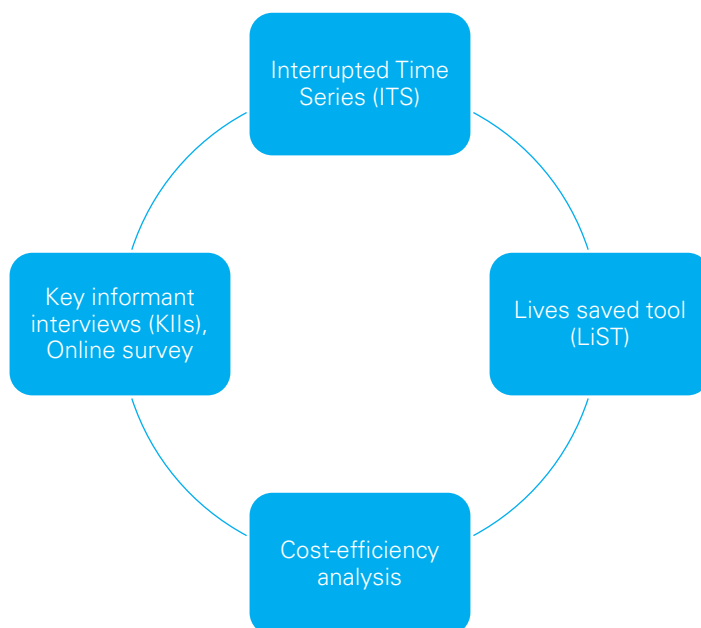 Interrupted Time
Series (ITS)
Key informant
interviews (KIIs),
Online survey
Lives saved tool
(LiST)
Cost-efficiency
analysis